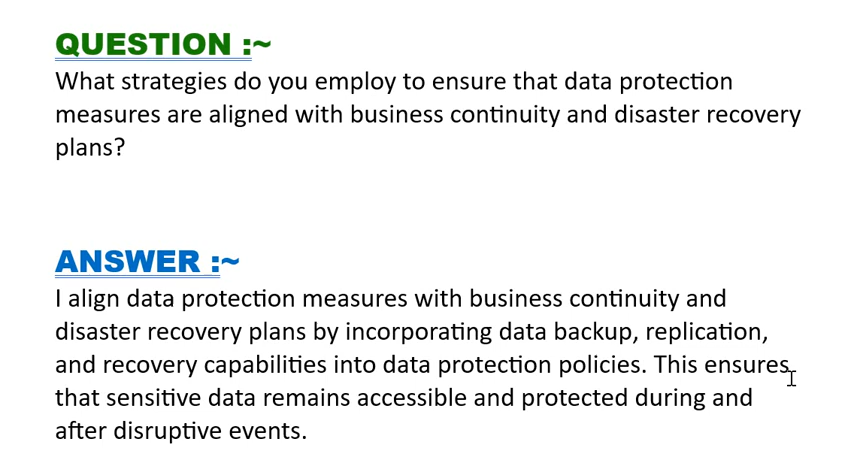 QUESTION :~
What strategies do you employ to ensure that data protection
measures are aligned with business continuity and disaster recovery
plans?
ANSWER :~
I align data protection measures with business continuity and
disaster recovery plans by incorporating data backup, replication,
and recovery capabilities into data protection policies. This ensures
that sensitive data remains accessible and protected during and
after disruptive events.